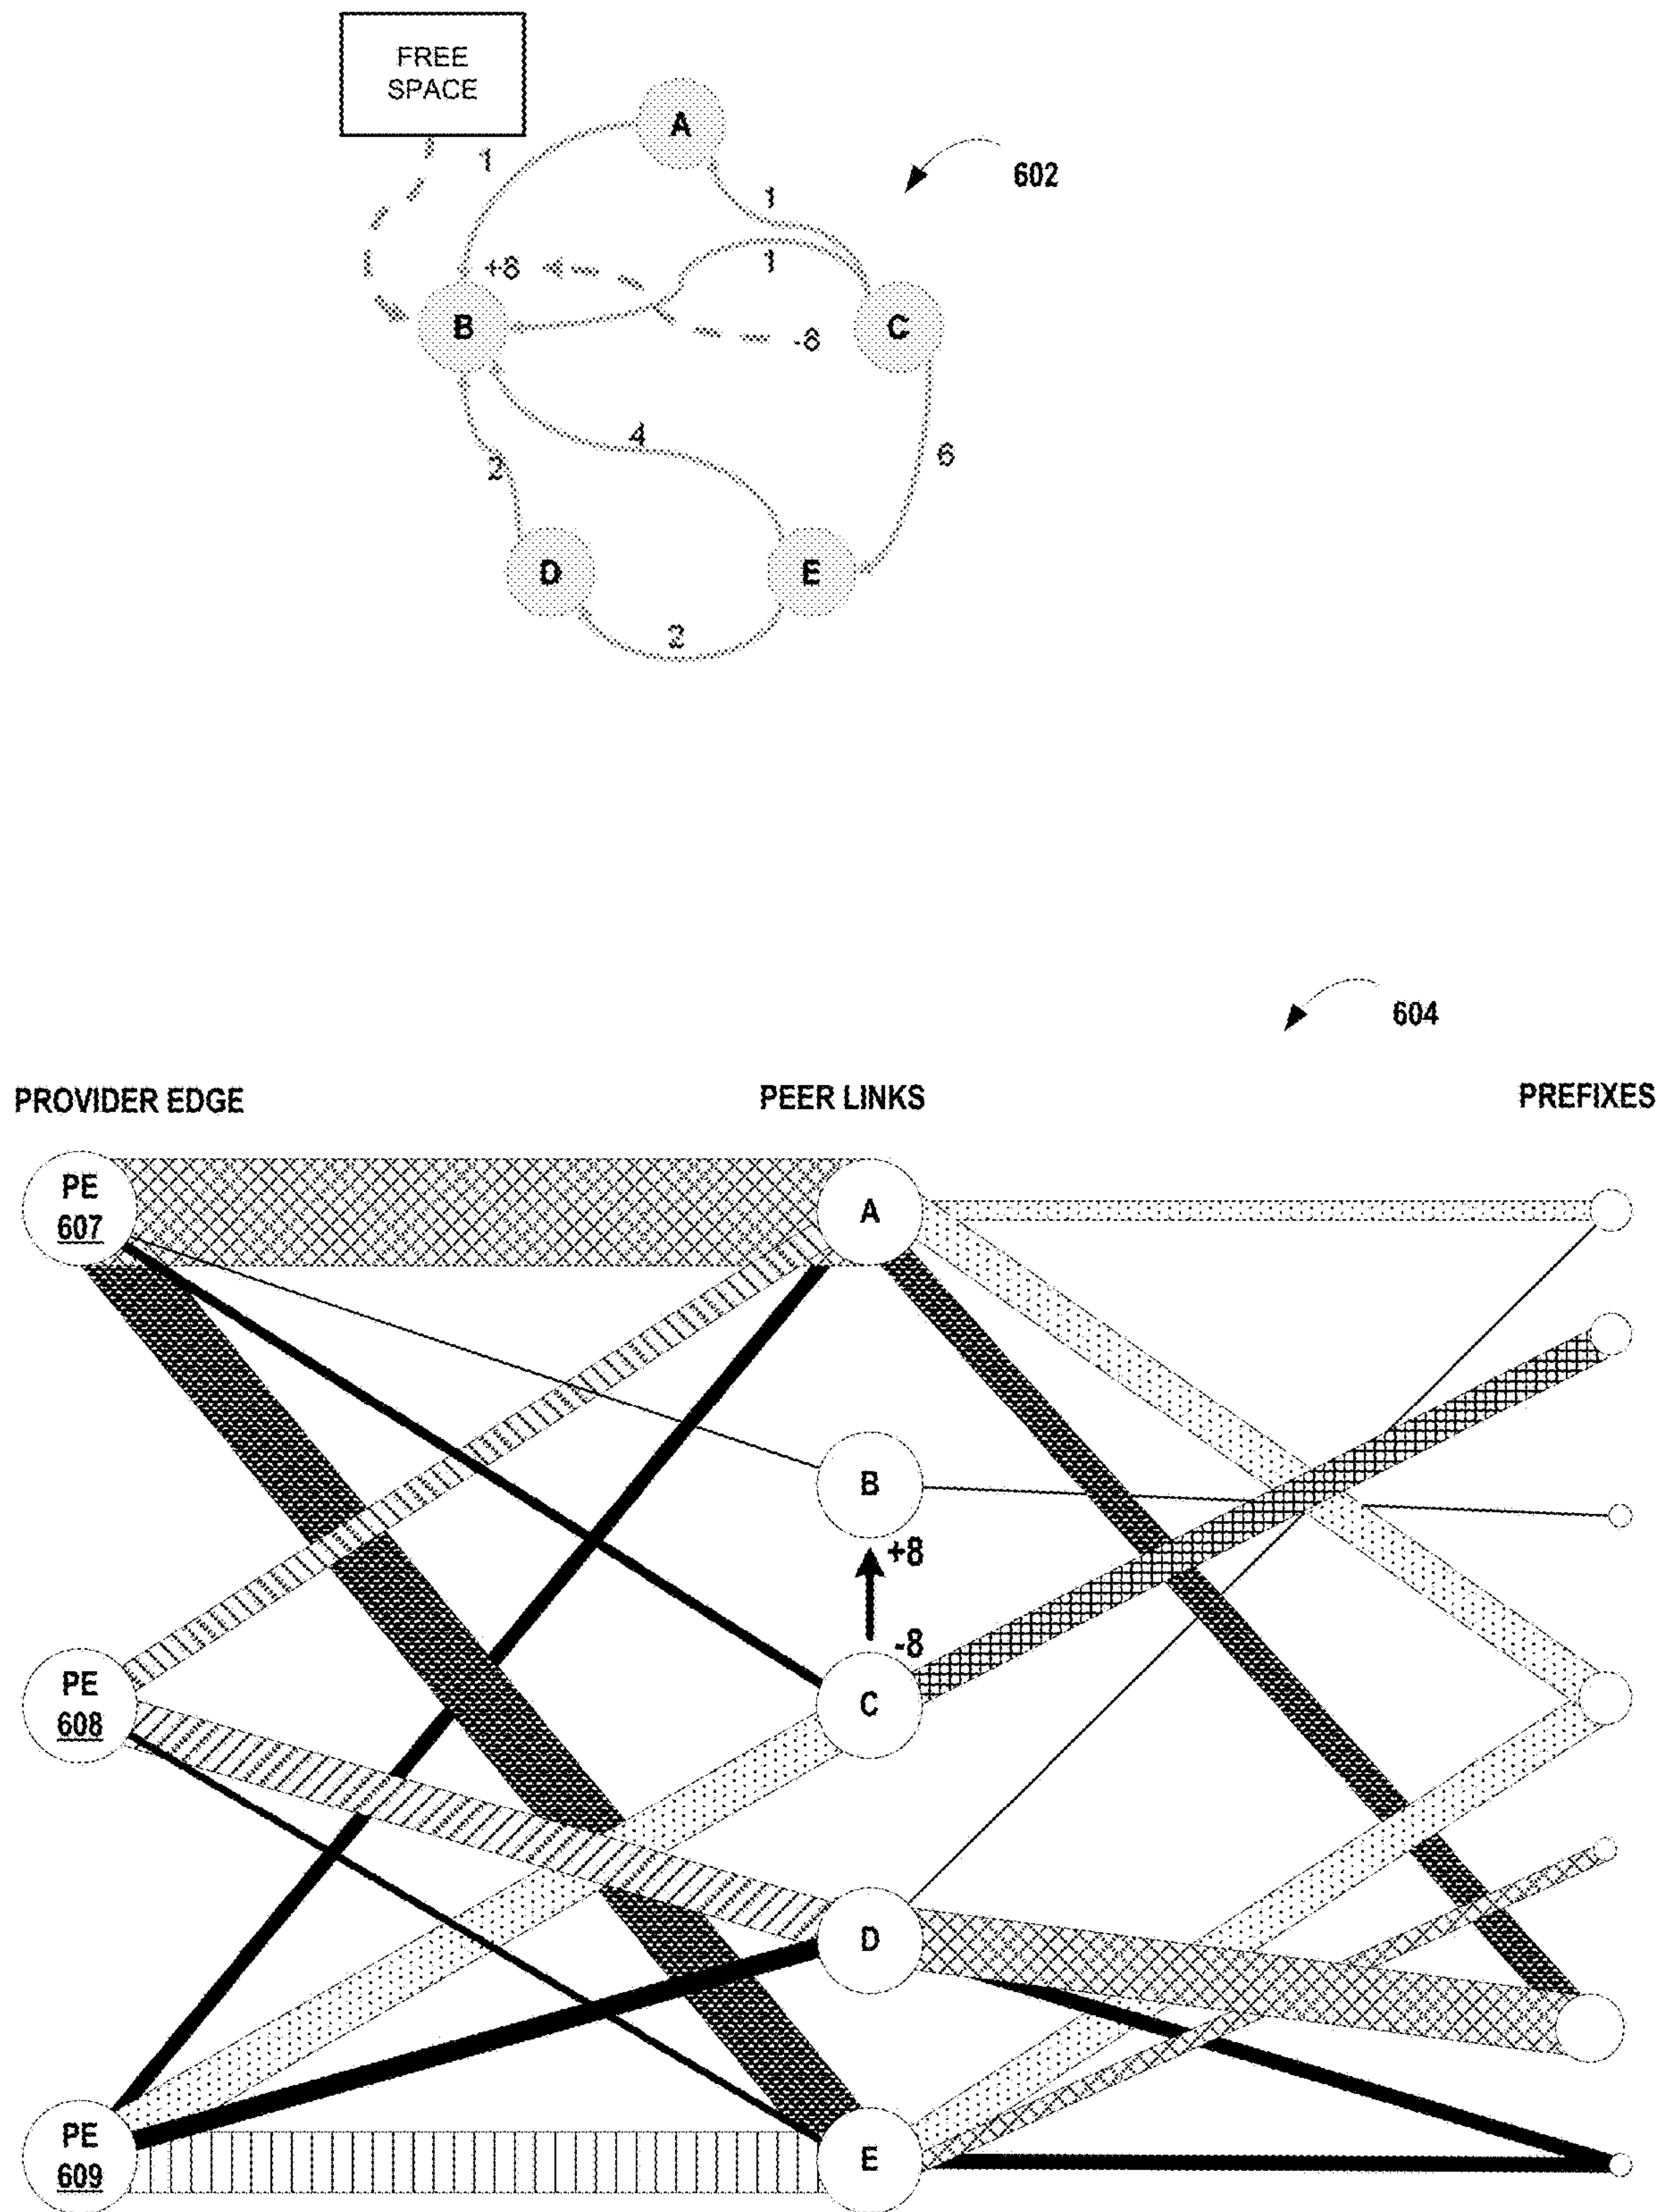 FREE
SPACE
A
1
1
602
+8
1
B
C
-8
4
6
2
D
E
2
604
PROVIDER EDGE
PEER LINKS
PREFIXES
PE
607
A
B
+8
-8
PE
608
C
D
PE
609
E